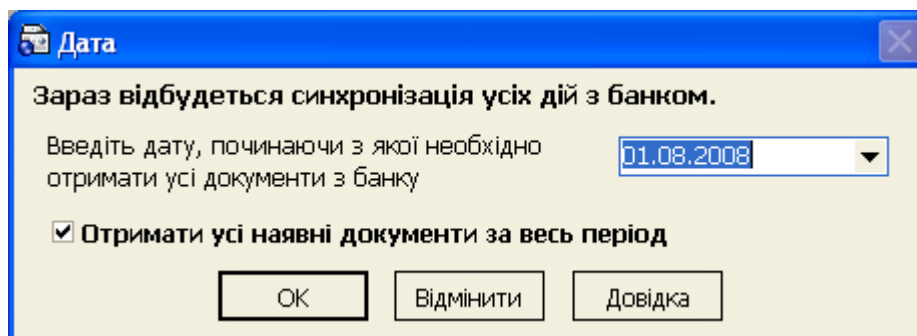 Дата
Зараз відбудеться синхронізація усіх дій з банком.
Введіть дату, починаючи з якої необхідно
отримати усі документи з банку
01.08.2008
Отримати усі наявні документи за весь період
ОК
Відмінити
Довідка